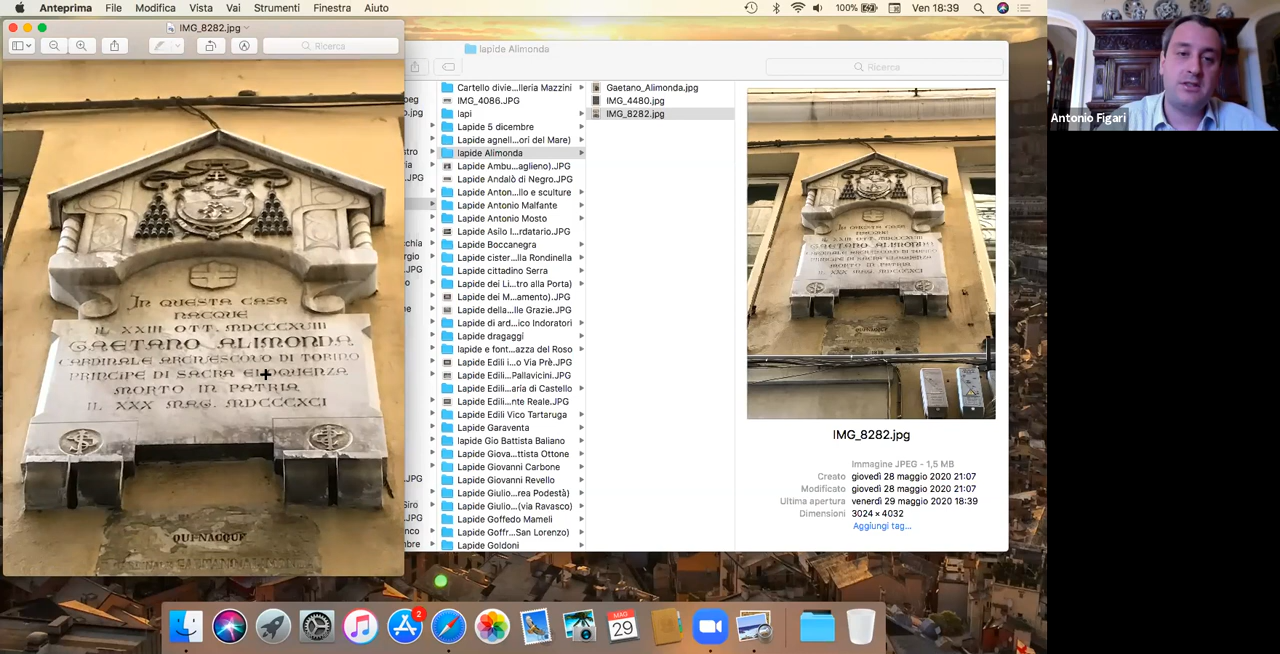 Anteprima File Modifica Vista Vai Strumenti Finestra Aiuto 100% Ven 18:39
IMG_8282.jpg
Ricerca
IN QUESTA CASA
NACQUE
IL XXIII OTT. MDCCCXVIII
GAETANO ALIMONDA
CARDINALE ARCIVESCOVO DI TORINO
PRINCIPE DI SACRA ELOQUENZA
MORTO IN PATRIA
IL XXX MAG. MDCCCXCI
QUI·NACQUE
lapide Alimonda
Ricerca
Cartello divie...lleria Mazzini
IMG_4086.JPG
lapi
Lapide 5 dicembre
Lapide agnell...ori del Mare)
lapide Alimonda
Lapide Ambu...aglieno).JPG
Lapide Andalò di Negro.JPG
Lapide Anton...llo e sculture
Lapide Antonio Malfante
Lapide Antonio Mosto
Lapide Asilo I...rdatario.JPG
Lapide Boccanegra
Lapide cister...lla Rondinella
Lapide cittadino Serra
Lapide dei Li...tro alla Porta)
Lapide dei M...amento).JPG
Lapide della...lle Grazie.JPG
Lapide di ard...ico Indoratori
Lapide dragaggi
lapide e font...azza del Roso
Lapide Edili ...o Via Prè.JPG
Lapide Edili...Pallavicini.JPG
Lapide Edili...aria di Castello
Lapide Edili...nte Reale.JPG
Lapide Edili Vico Tartaruga
Lapide Garaventa
lapide Gio Battista Baliano
Lapide Giova...ttista Ottone
Lapide Giovanni Carbone
Lapide Giovanni Revello
Lapide Giulio...rea Podestà)
Lapide Giulio...(via Ravasco)
Lapide Goffedo Mameli
Lapide Goffr...San Lorenzo)
Lapide Goldoni
Gaetano_Alimonda.jpg
IMG_4480.jpg
IMG_8282.jpg
IMG_8282.jpg
Immagine JPEG - 1,5 MB
Creato giovedì 28 maggio 2020 21:07
Modificato giovedì 28 maggio 2020 21:07
Ultima apertura venerdì 29 maggio 2020 18:39
Dimensioni 3024 × 4032
Aggiungi tag...
Antonio Figari
2
MAG
29